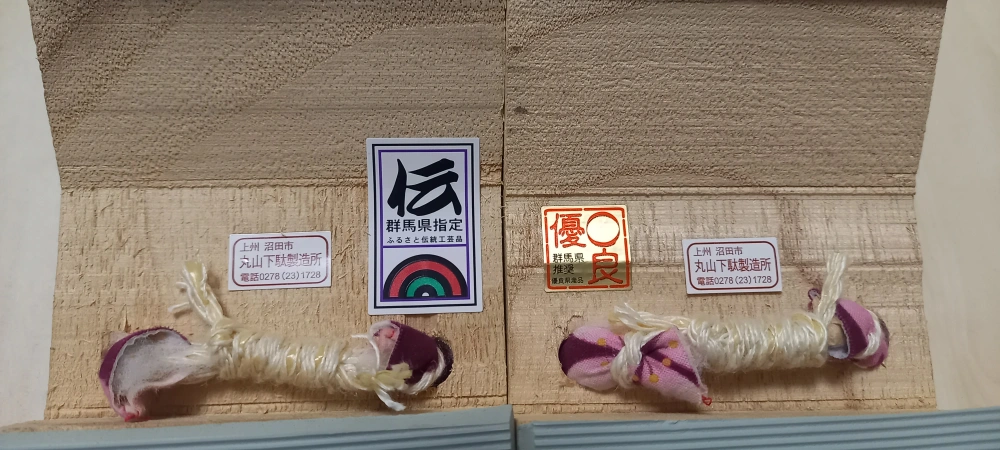 上州 沼田市
丸山下駄製造所
電話0278(23)1728
伝
群馬県指定
ふるさと伝統工芸品
優良
群馬県
推奨
優良県産品
上州 沼田市
丸山下駄製造所
電話0278(23)1728